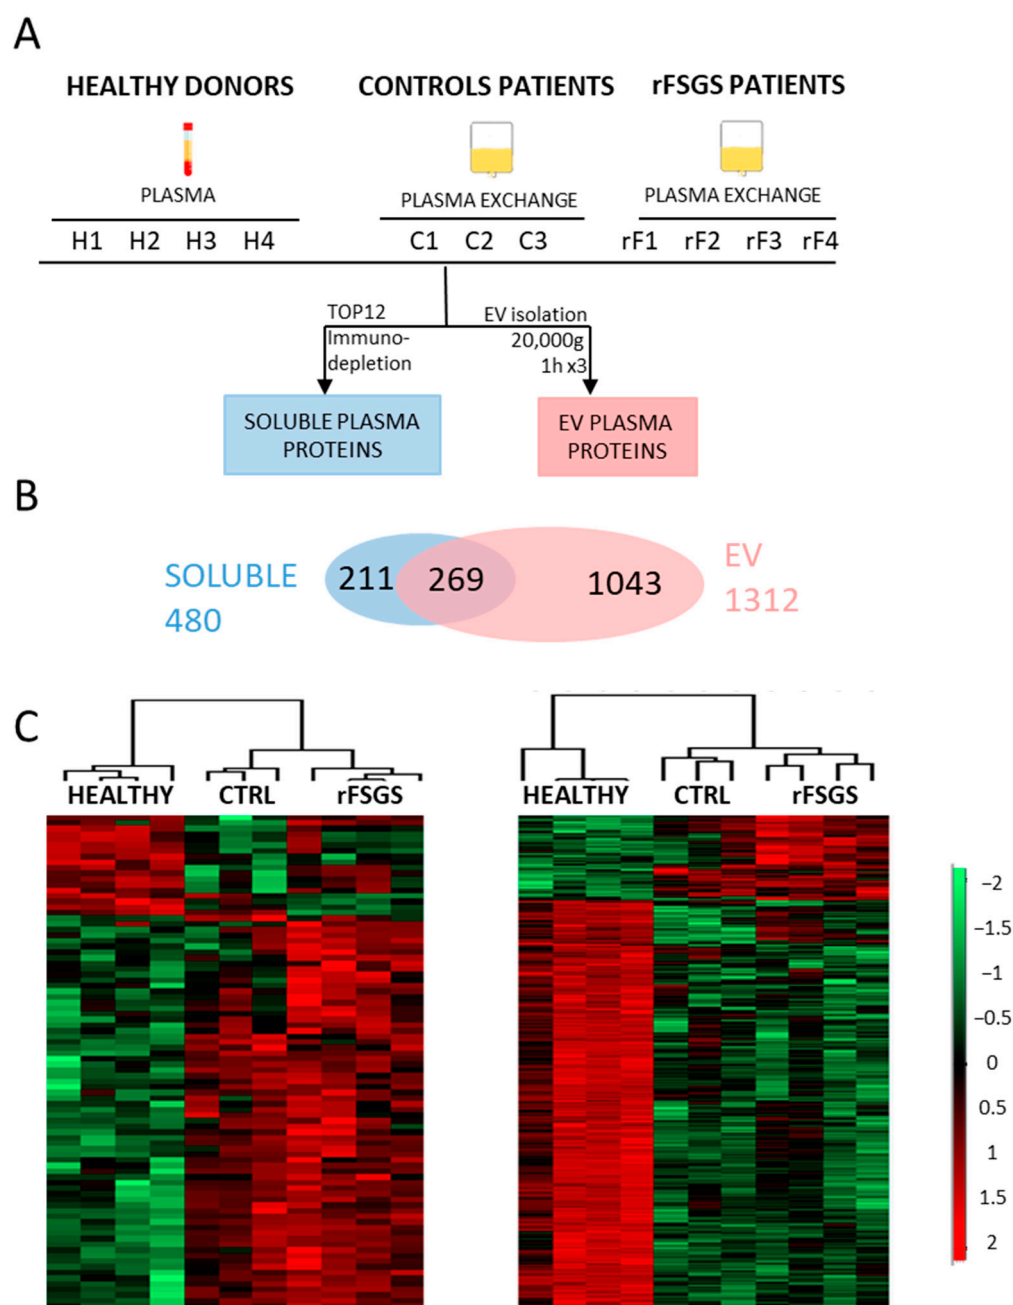 A
HEALTHY DONORS
CONTROLS PATIENTS
rFSGS PATIENTS
PLASMA
PLASMA EXCHANGE
PLASMA EXCHANGE
H1 H2 H3 H4
C1 C2 C3
rF1 rF2 rF3 rF4
TOP12
Immuno-
depletion
EV isolation
20,000g
1h x3
SOLUBLE PLASMA
PROTEINS
EV PLASMA
PROTEINS
B
SOLUBLE
480
211
269
1043
EV
1312
C
HEALTHY CTRL rFSGS
HEALTHY CTRL rFSGS
−2
−1.5
−1
−0.5
0
0.5
1
1.5
2